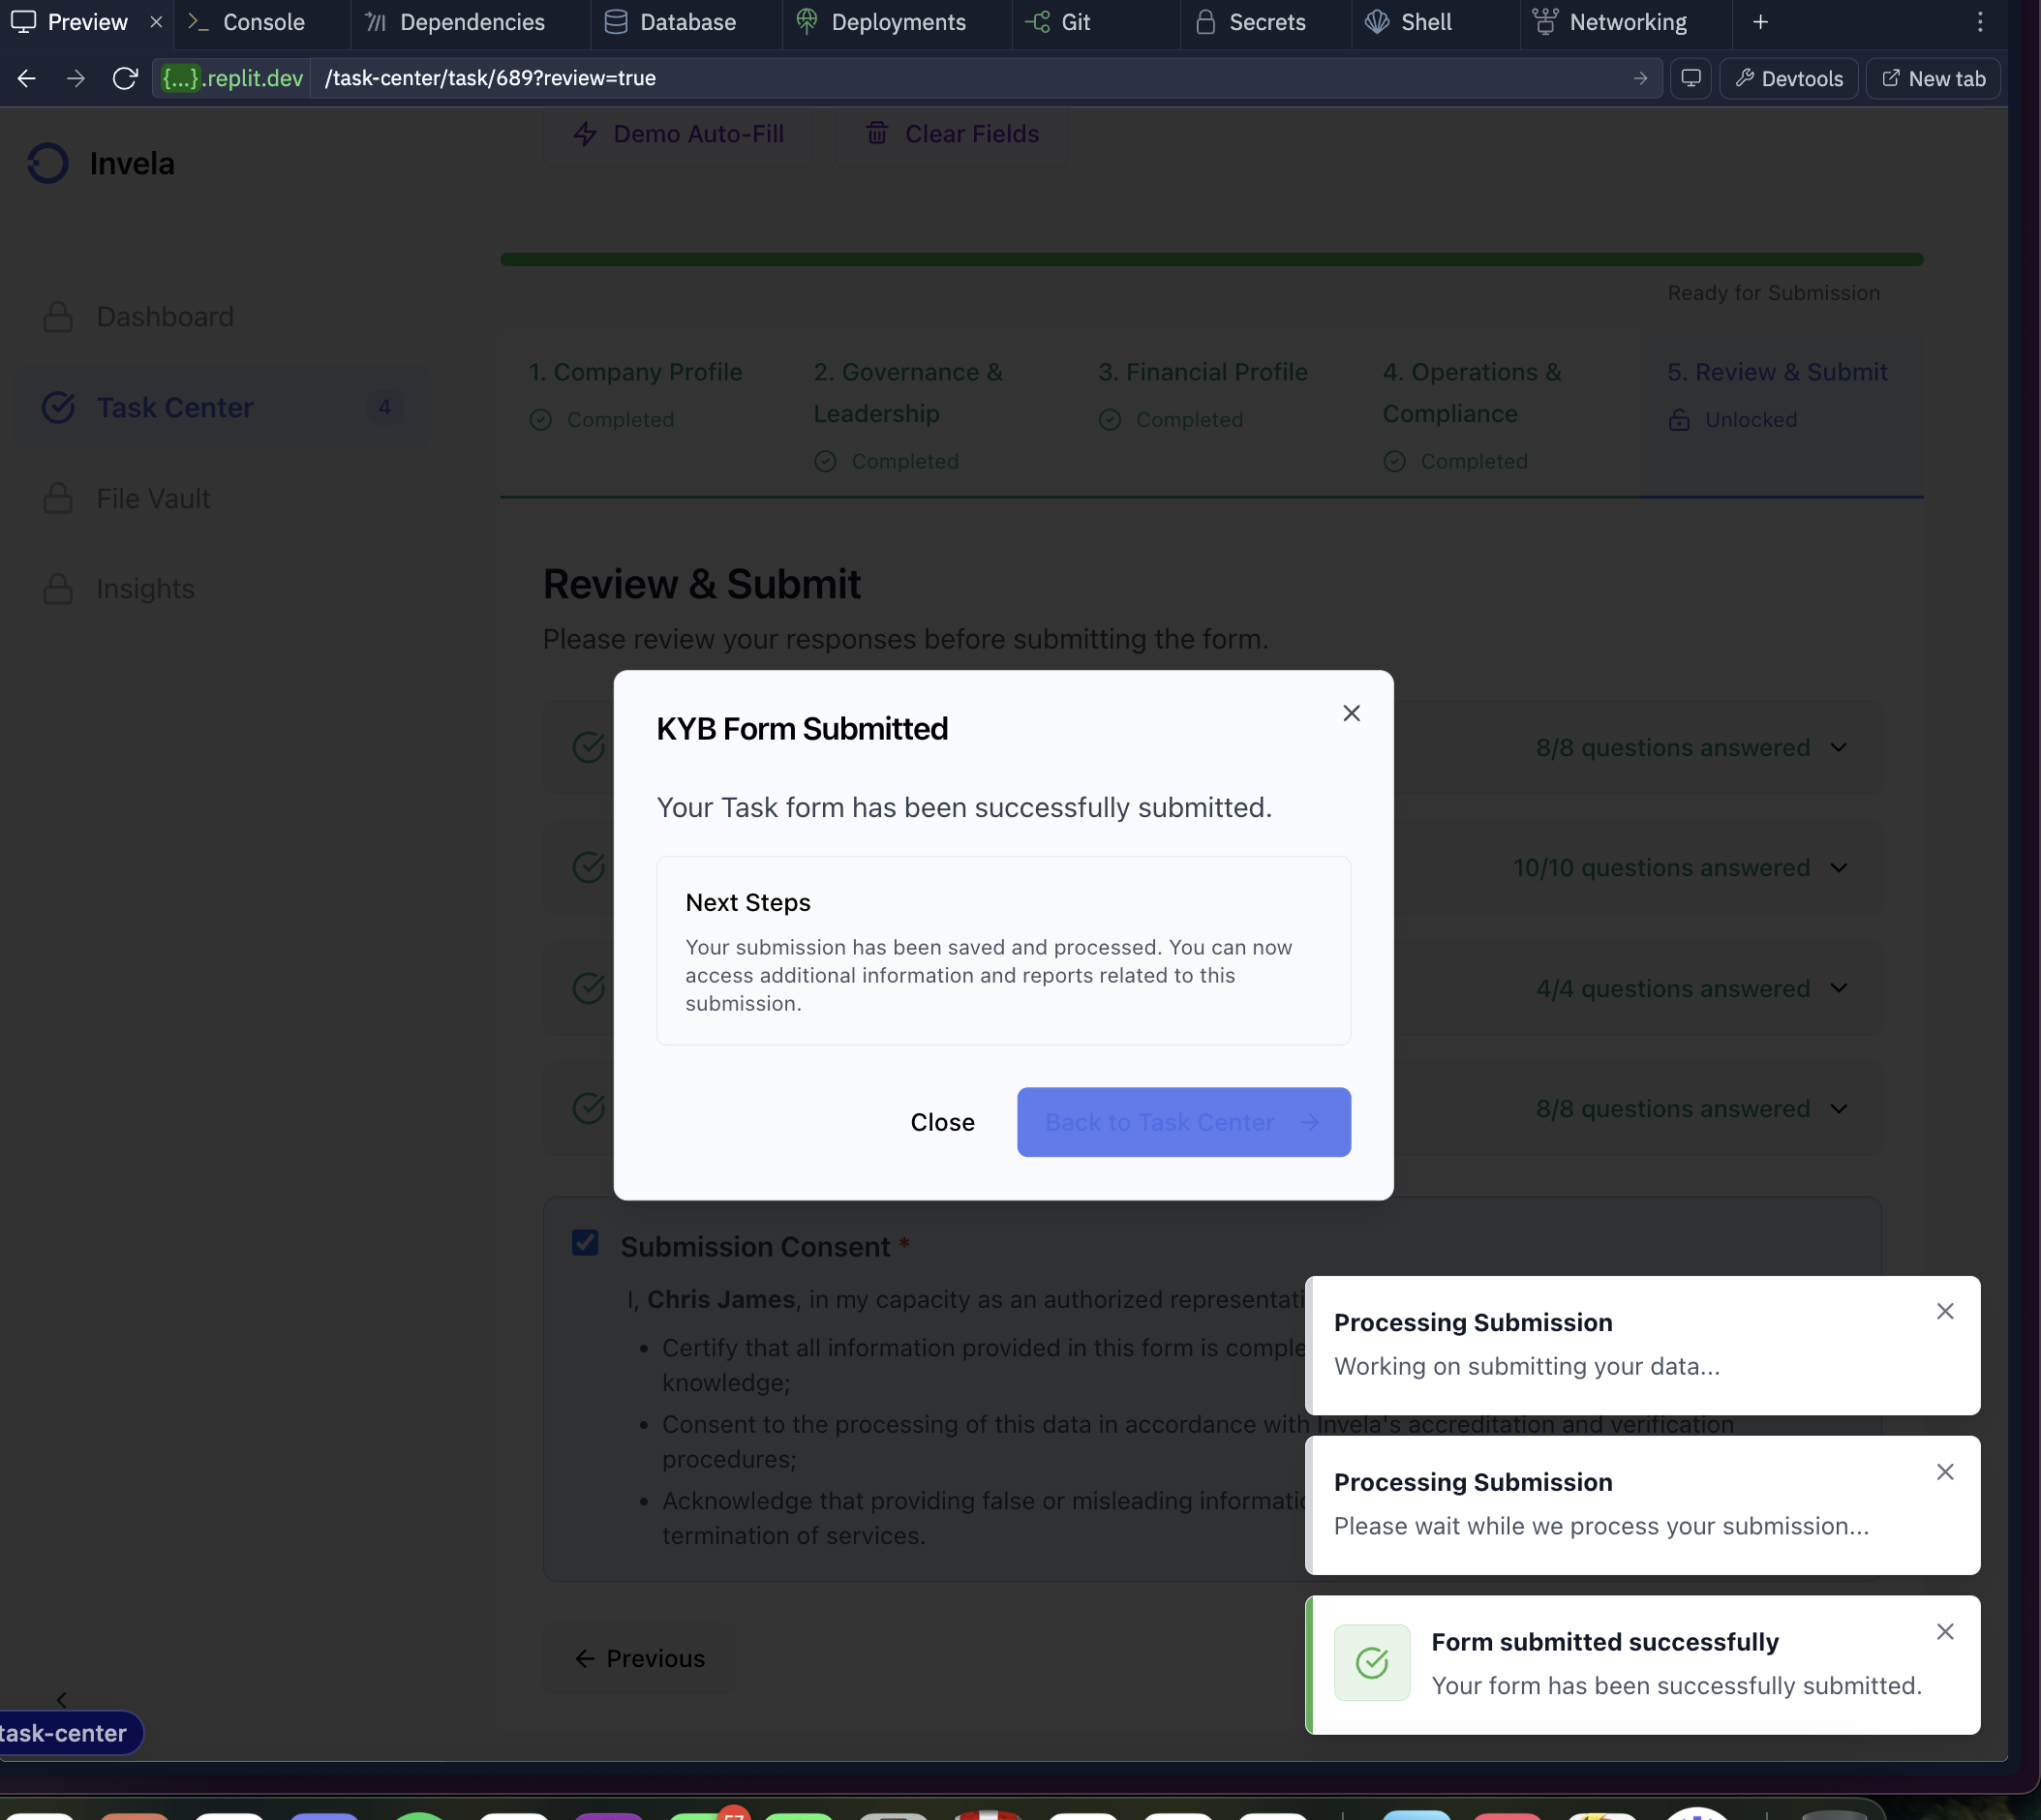 Preview
Console
Dependencies
Database
Deployments
Git
Secrets
Shell
Networking
{...}.replit.dev
/task-center/task/689?review=true
Devtools
New tab
Invela
Demo Auto-Fill
Clear Fields
Dashboard
Task Center
4
File Vault
Insights
Ready for Submission
1. Company Profile
Completed
2. Governance &
Leadership
Completed
3. Financial Profile
Completed
4. Operations &
Compliance
Completed
5. Review & Submit
Unlocked
Review & Submit
Please review your responses before submitting the form.
8/8 questions answered
10/10 questions answered
4/4 questions answered
8/8 questions answered
KYB Form Submitted
Your Task form has been successfully submitted.
Next Steps
Your submission has been saved and processed. You can now
access additional information and reports related to this
submission.
Close
Back to Task Center
Submission Consent *
I, Chris James, in my capacity as an authorized
Certify that all information provided in this form is
knowledge;
Consent to the processing of this data in accordance with Invela's accreditation and verification
procedures;
Acknowledge that providing false or misleading
termination of services.
Previous
task-center
Processing Submission
Working on submitting your data...
Processing Submission
Please wait while we process your submission...
Form submitted successfully
Your form has been successfully submitted.